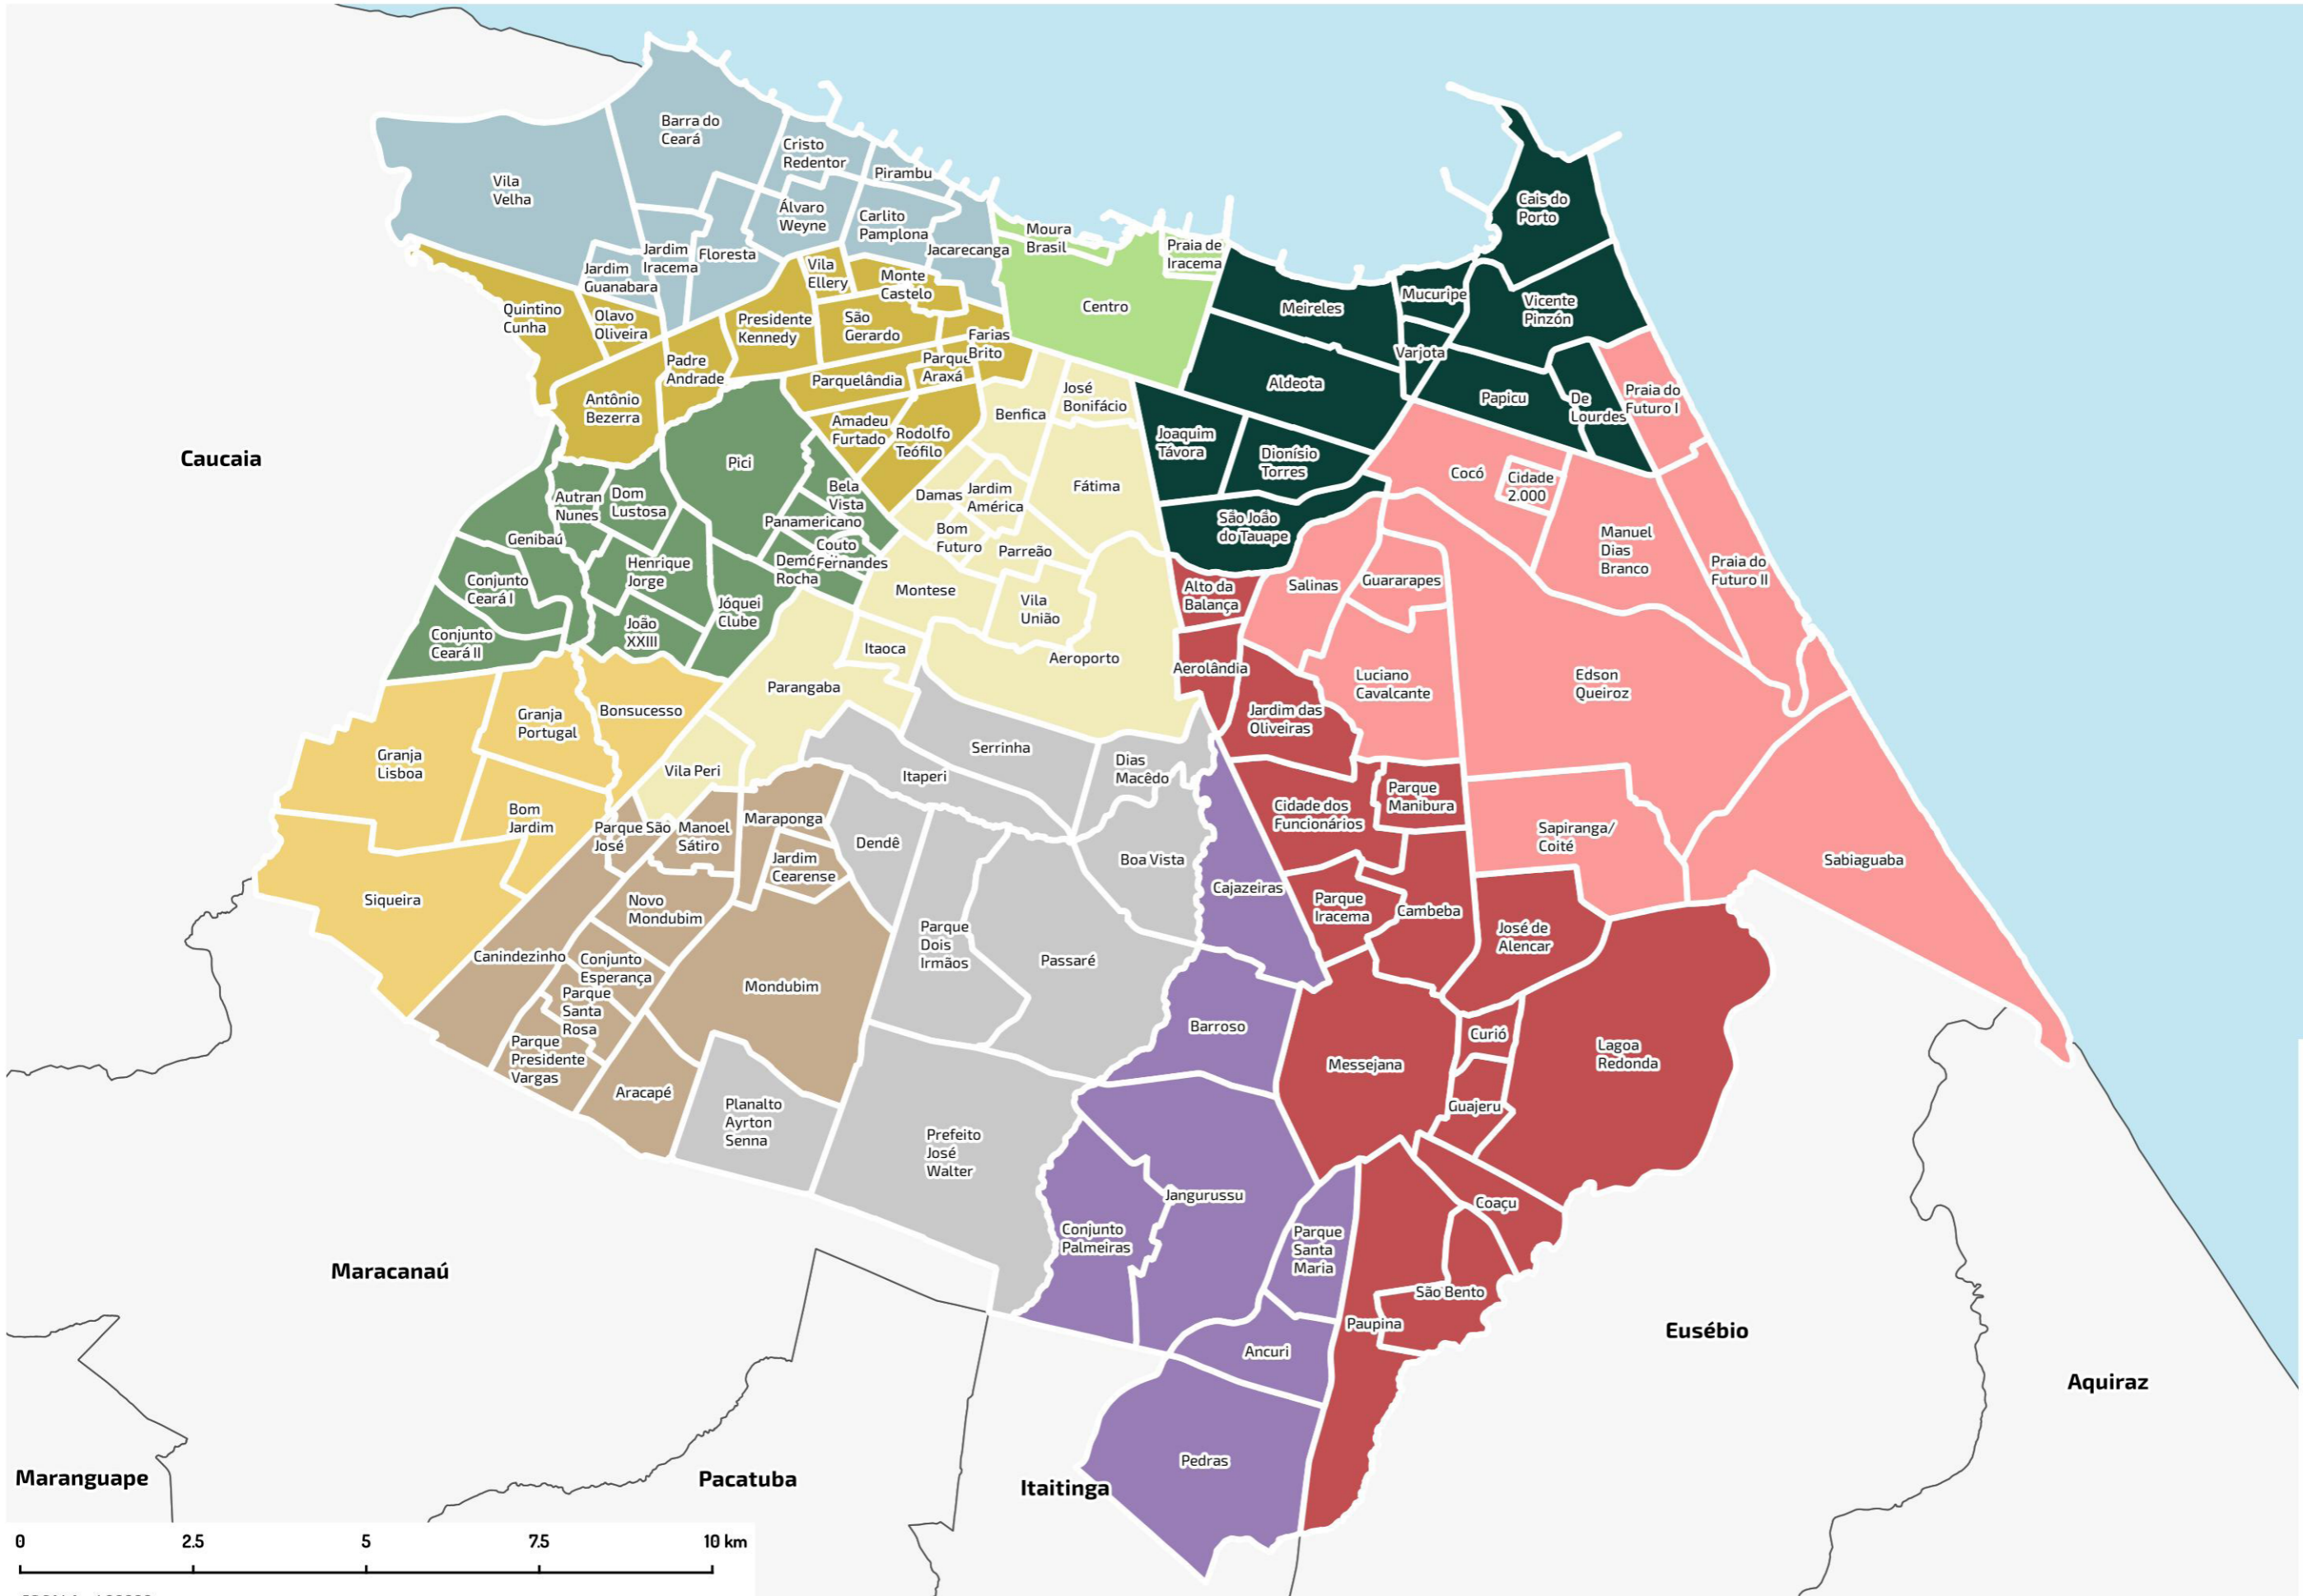 Barra do
Ceará
Cristo
Redentor
Pirambu
Vila
Velha
Álvaro
Weyne
Carlito
Pamplona
Jacarecanga
Jardim
Iracema
Floresta
Jardim
Guanabara
Moura
Brasil
Praia de
Iracema
Centro
Cais do
Porto
Meireles
Mucuripe
Vicente
Pinzón
Varjota
Aldeota
Papicu
De
Lourdes
Praia do
Futuro I
Quintino
Cunha
Olavo
Oliveira
Vila
Ellery
Monte
Castelo
Presidente
Kennedy
São
Gerardo
Farias
Brito
Padre
Andrade
Parquelândia
Parque
Araxá
Antônio
Bezerra
Amadeu
Furtado
Rodolfo
Teófilo
Benfica
José
Bonifácio
Joaquim
Távora
Dionísio
Torres
São João
do Tauape
Cocó
Cidade
2.000
Manuel
Dias
Branco
Praia do
Futuro II
Caucaia
Pici
Bela
Vista
Autran
Nunes
Dom
Lustosa
Panamericano
Couto
Fernandes
Demó
Rocha
Genibaú
Henrique
Jorge
Conjunto
Ceará I
Jóquei
Clube
João
XXIII
Conjunto
Ceará II
Damas
Jardim
América
Fátima
Bom
Futuro
Parreão
Montese
Vila
União
Itaoca
Aeroporto
Parangaba
Vila Peri
Alto da
Balança
Salinas
Guararapes
Aerolândia
Luciano
Cavalcante
Edson
Queiroz
Jardim das
Oliveiras
Granja
Portugal
Bonsucesso
Granja
Lisboa
Bom
Jardim
Siqueira
Serrinha
Itaperi
Dias
Macêdo
Boa Vista
Dendê
Parque
Dois
Irmãos
Passaré
Cidade dos
Funcionários
Parque
Manibura
Sapiranga/
Coité
Sabiaguaba
Parque São
José
Manoel
Sátiro
Maraponga
Jardim
Cearense
Novo
Mondubim
Canindezinho
Conjunto
Esperança
Parque
Santa
Rosa
Parque
Presidente
Vargas
Mondubim
Aracapé
Planalto
Ayrton
Senna
Prefeito
José
Walter
Cajazeiras
Parque
Iracema
Cambeba
José de
Alencar
Barroso
Messejana
Curió
Lagoa
Redonda
Guajeru
Jangurussu
Conjunto
Palmeiras
Parque
Santa
Maria
Coaçu
São Bento
Paupina
Ancuri
Pedras
Maracanaú
Eusébio
Aquiraz
Maranguape
Pacatuba
Itaitinga
0 2.5 5 7.5 10 km